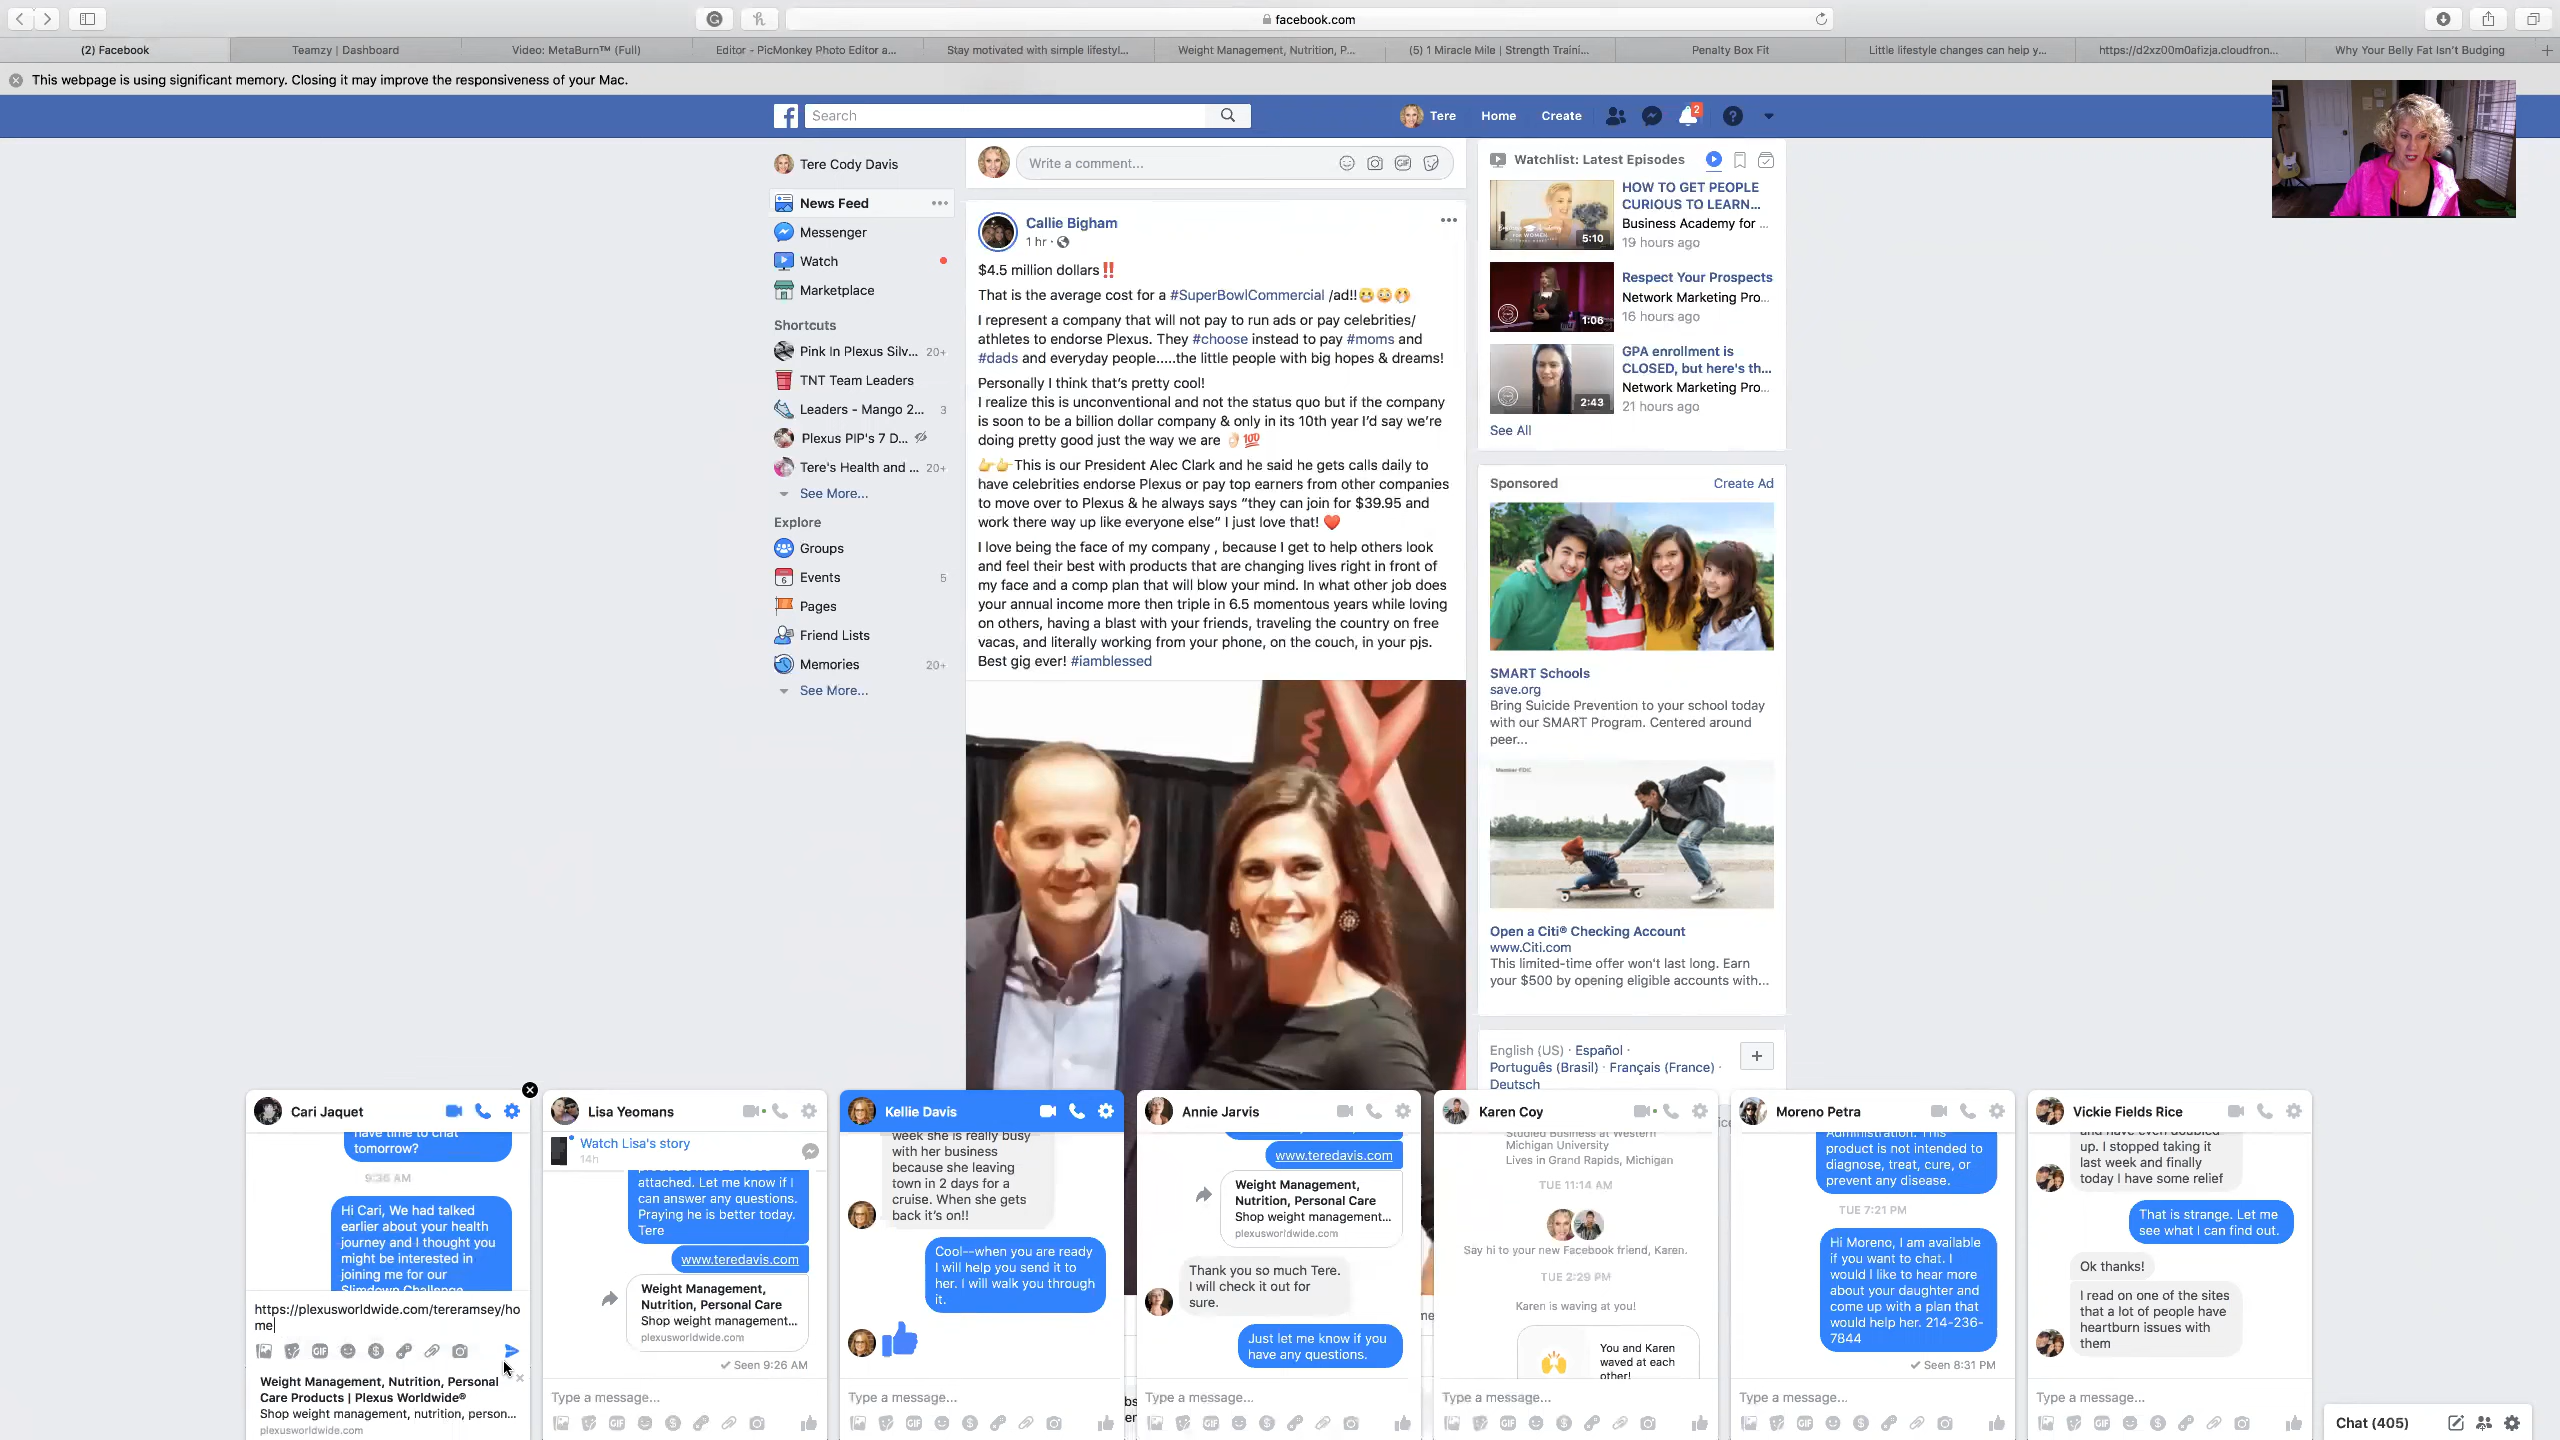 facebook.com
(2) Facebook
Teamzy | Dashboard
Video: MetaBurn™ (Full)
Editor - PicMonkey Photo Editor a...
Stay motivated with simple lifestyl...
Weight Management, Nutrition, P...
(5) 1 Miracle Mile | Strength Traini...
Penalty Box Fit
Little lifestyle changes can help y...
https://d2xz00m0afizja.cloudfron...
Why Your Belly Fat Isn't Budging
This webpage is using significant memory. Closing it may improve the responsiveness of your Mac.
Search
Tere
Home
Create
2
Tere Cody Davis
News Feed
Messenger
Watch
Marketplace
Shortcuts
Pink In Plexus Silv... 20+
TNT Team Leaders
Leaders - Mango 2... 3
Plexus PIP's 7 D...
Tere's Health and ... 20+
See More...
Explore
Groups
Events 5
Pages
Friend Lists
Memories 20+
See More...
Write a comment...
Callie Bigham
1 hr ·
$4.5 million dollars‼️
That is the average cost for a #SuperBowlCommercial /ad!!😬😳🤭
I represent a company that will not pay to run ads or pay celebrities/
athletes to endorse Plexus. They #choose instead to pay #moms and
#dads and everyday people.....the little people with big hopes & dreams!
Personally I think that's pretty cool!
I realize this is unconventional and not the status quo but if the company
is soon to be a billion dollar company & only in its 10th year I'd say we're
doing pretty good just the way we are 👌🏻💯
👉👉This is our President Alec Clark and he said he gets calls daily to
have celebrities endorse Plexus or pay top earners from other companies
to move over to Plexus & he always says "they can join for $39.95 and
work there way up like everyone else" I just love that! ❤️
I love being the face of my company , because I get to help others look
and feel their best with products that are changing lives right in front of
my face and a comp plan that will blow your mind. In what other job does
your annual income more then triple in 6.5 momentous years while loving
on others, having a blast with your friends, traveling the country on free
vacas, and literally working from your phone, on the couch, in your pjs.
Best gig ever! #iamblessed
Watchlist: Latest Episodes
HOW TO GET PEOPLE
CURIOUS TO LEARN...
Business Academy for ...
19 hours ago
5:10
Respect Your Prospects
Network Marketing Pro...
16 hours ago
1:06
GPA enrollment is
CLOSED, but here's th...
Network Marketing Pro...
21 hours ago
2:43
See All
Sponsored
Create Ad
SMART Schools
save.org
Bring Suicide Prevention to your school today
with our SMART Program. Centered around
peer...
Member FDIC
Open a Citi® Checking Account
www.Citi.com
This limited-time offer won't last long. Earn
your $500 by opening eligible accounts with...
English (US) · Español ·
Português (Brasil) · Français (France) ·
Deutsch
Cari Jaquet
have time to chat
tomorrow?
9:36 AM
Hi Cari, We had talked
earlier about your health
journey and I thought you
might be interested in
joining me for our
Slimdown Challenge
https://plexusworldwide.com/tereramsey/ho
me
Weight Management, Nutrition, Personal
Care Products | Plexus Worldwide®
Shop weight management, nutrition, person...
plexusworldwide.com
Lisa Yeomans
Watch Lisa's story
14h
attached. Let me know if I
can answer any questions.
Praying he is better today.
Tere
www.teredavis.com
Weight Management,
Nutrition, Personal Care
Shop weight management...
plexusworldwide.com
Seen 9:26 AM
Type a message...
Kellie Davis
week she is really busy
with her business
because she leaving
town in 2 days for a
cruise. When she gets
back it's on!!
Cool--when you are ready
I will help you send it to
her. I will walk you through
it.
Type a message...
Annie Jarvis
www.teredavis.com
Weight Management,
Nutrition, Personal Care
Shop weight management...
plexusworldwide.com
Thank you so much Tere.
I will check it out for
sure.
Just let me know if you
have any questions.
Type a message...
Karen Coy
Studied Business at Western
Michigan University
Lives in Grand Rapids, Michigan
TUE 11:14 AM
Say hi to your new Facebook friend, Karen.
TUE 2:29 PM
Karen is waving at you!
You and Karen
waved at each
other!
Type a message...
Moreno Petra
Administration. This
product is not intended to
diagnose, treat, cure, or
prevent any disease.
TUE 7:21 PM
Hi Moreno, I am available
if you want to chat. I
would I like to hear more
about your daughter and
come up with a plan that
would help her. 214-236-
7844
Seen 8:31 PM
Type a message...
Vickie Fields Rice
and have even doubled
up. I stopped taking it
last week and finally
today I have some relief
That is strange. Let me
see what I can find out.
Ok thanks!
I read on one of the sites
that a lot of people have
heartburn issues with
them
Type a message...
Chat (405)